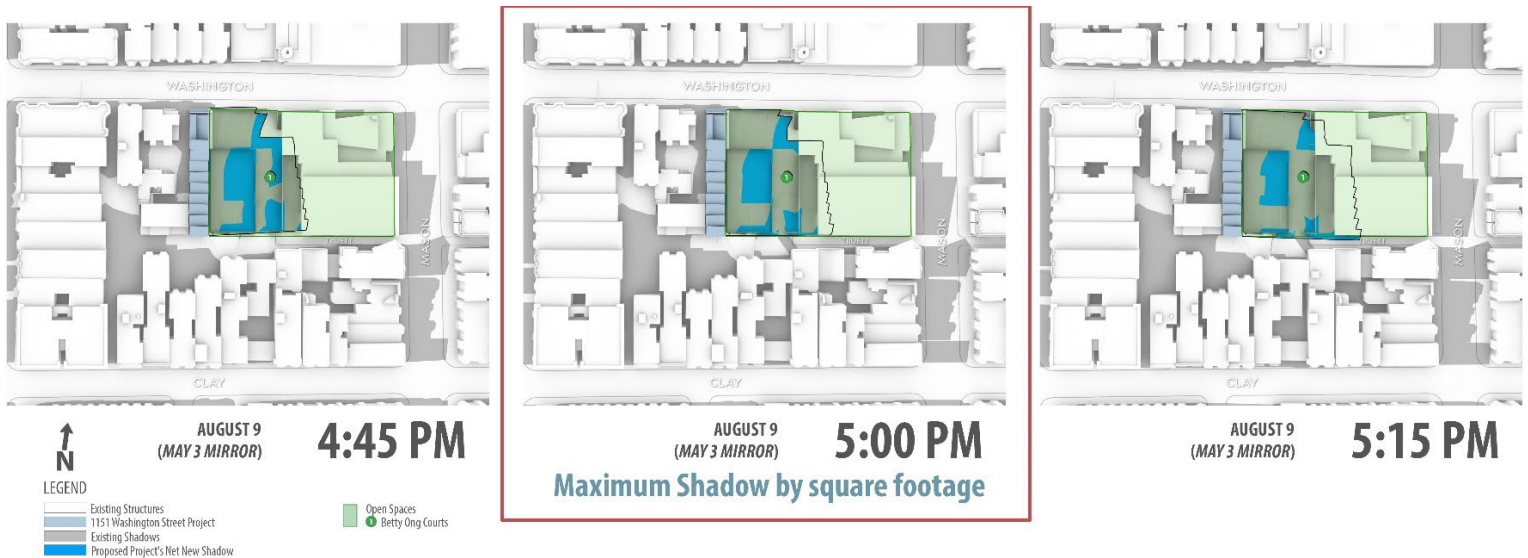 WASHINGTON
1
TRUETT
MASON
CLAY
AUGUST 9
(MAY 3 MIRROR)
4:45 PM
WASHINGTON
1
TRUETT
MASON
CLAY
AUGUST 9
(MAY 3 MIRROR)
5:00 PM
Maximum Shadow by square footage
WASHINGTON
1
TRUETT
MASON
CLAY
AUGUST 9
(MAY 3 MIRROR)
5:15 PM
N
LEGEND
Existing Structures
1151 Washington Street Project
Existing Shadows
Proposed Project's Net New Shadow
Open Spaces
1 Betty Ong Courts